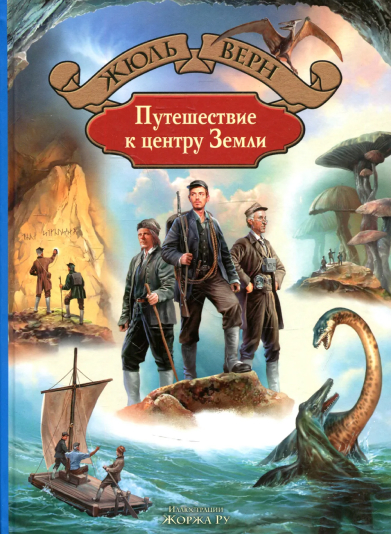 ЖЮЛЬ ВЕРН
Путешествие
к центру Земли
Иллюстрации
Жоржа Ру